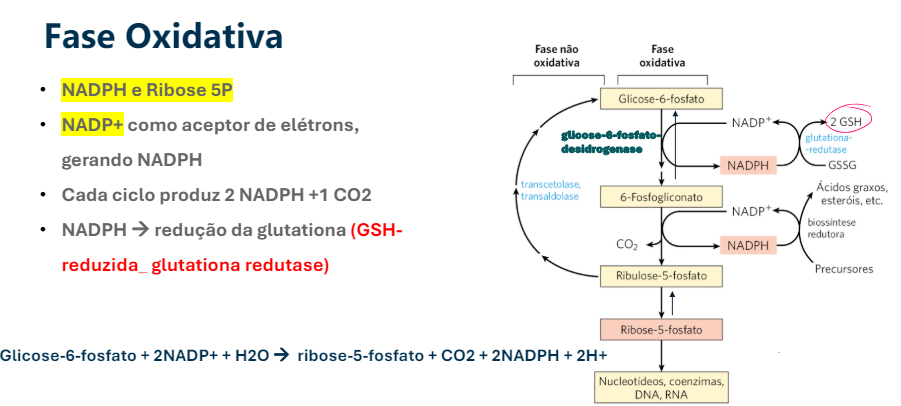 Fase Oxidativa
• NADPH e Ribose 5P
• NADP+ como aceptor de elétrons,
gerando NADPH
• Cada ciclo produz 2 NADPH +1 CO2
• NADPH → redução da glutationa (GSH-
reduzida_ glutationa redutase)
Glicose-6-fosfato + 2NADP+ + H2O → ribose-5-fosfato + CO2 + 2NADPH + 2H+
Fase não
oxidativa
Fase
oxidativa
Glicose-6-fosfato
glicose-6-fosfato-
desidrogenase
NADP⁺
2 GSH
glutationa-
-redutase
NADPH
GSSG
transcetolase,
transaldolase
6-Fosfogliconato
Ácidos graxos,
esteróis, etc.
NADP⁺
biossíntese
redutora
CO₂
NADPH
Precursores
Ribulose-5-fosfato
Ribose-5-fosfato
Nucleotídeos, coenzimas,
DNA, RNA